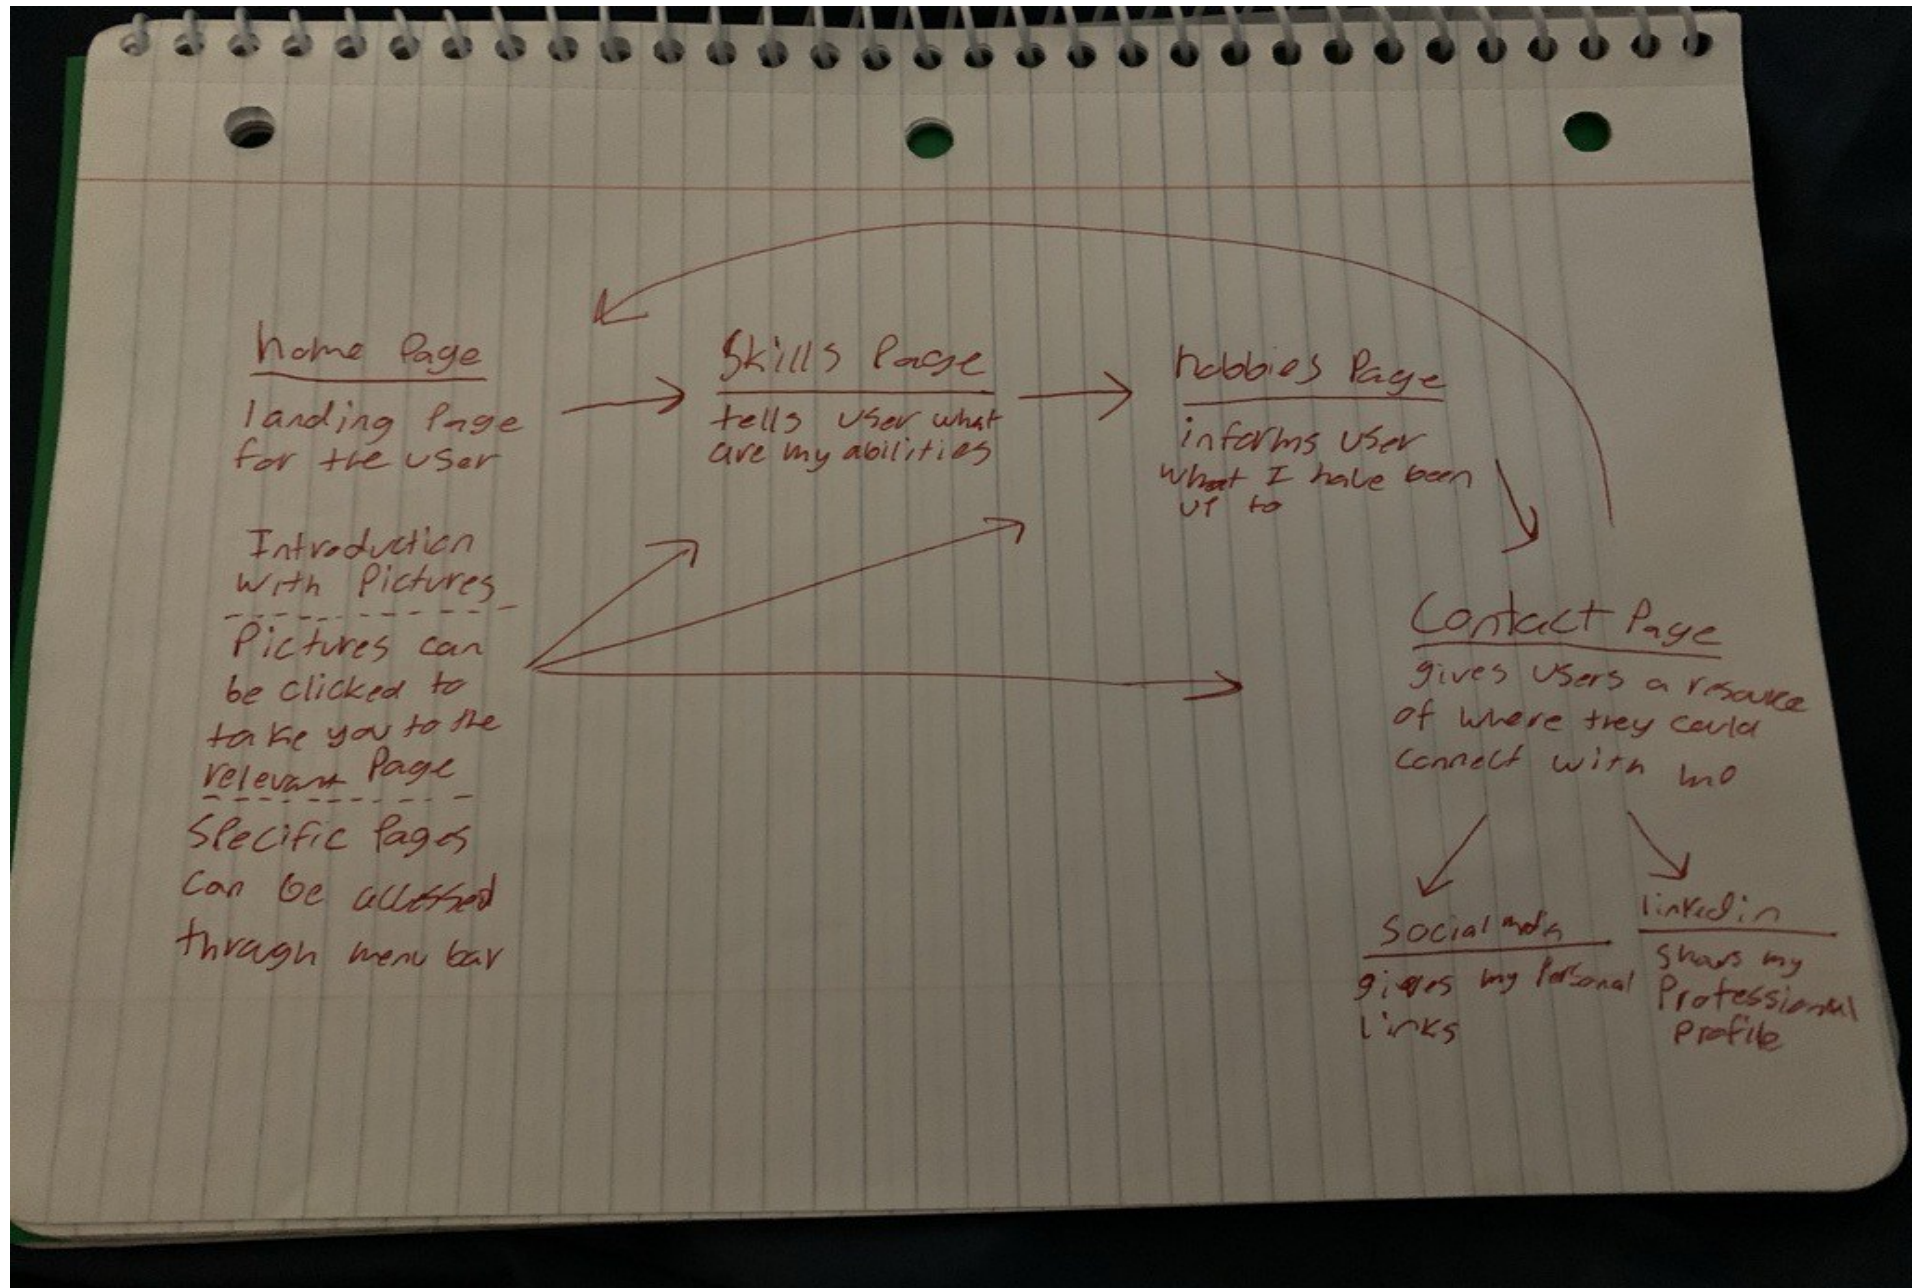 home Page
landing Page
for the user
Introduction
with Pictures
Pictures can
be clicked to
take you to the
relevant Page
Specific Pages
can be accessed
through menu bar
Skills Page
tells user what
are my abilities
hobbies Page
informs user
what I have been
up to
Contact Page
gives users a resource
of where they could
connect with me
Social media
gives my Personal
links
linkedin
shows my
Professional
profile